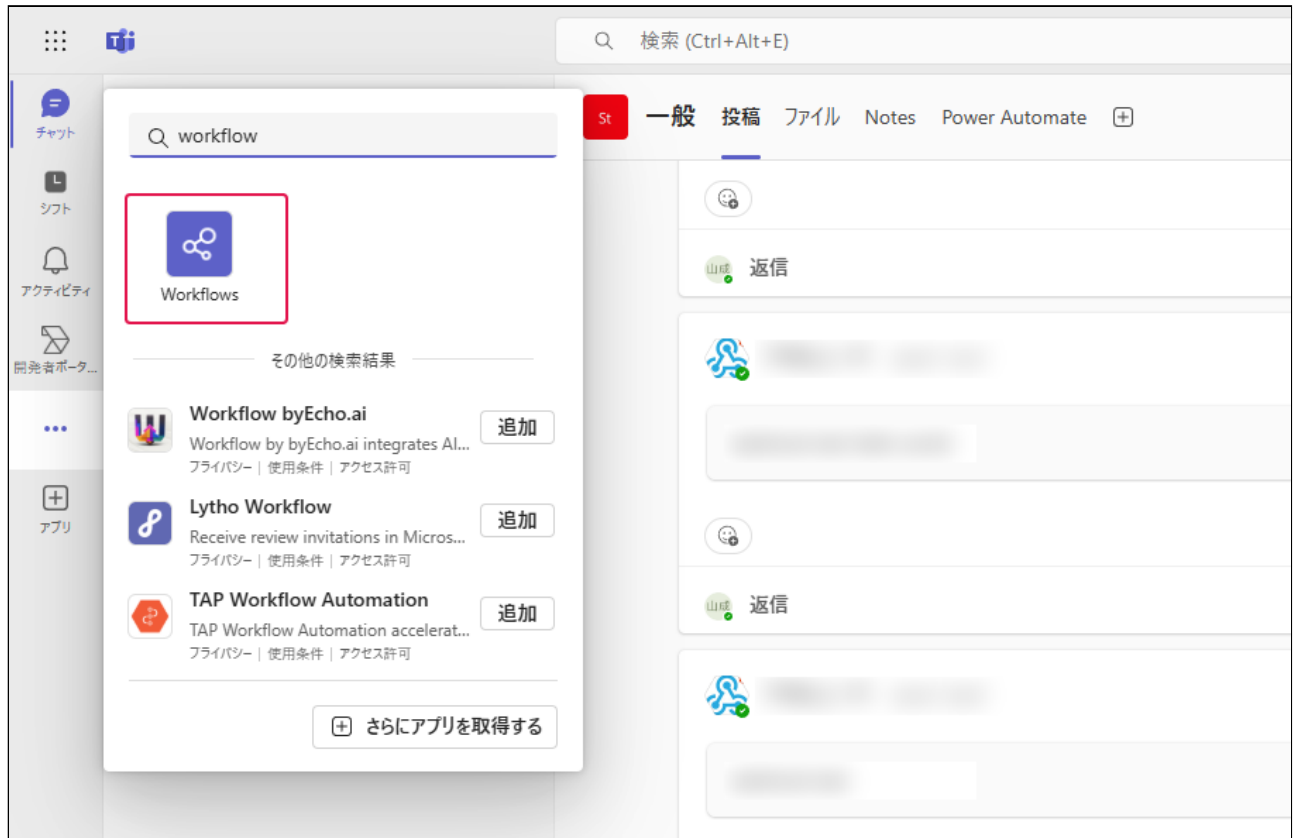 検索 (Ctrl+Alt+E)
チャット
シフト
アクティビティ
開発者ポータ...
アプリ
workflow
Workflows
その他の検索結果
Workflow byEcho.ai
Workflow by byEcho.ai integrates AI...
プライバシー | 使用条件 | アクセス許可
追加
Lytho Workflow
Receive review invitations in Micros...
プライバシー | 使用条件 | アクセス許可
追加
TAP Workflow Automation
TAP Workflow Automation accelerat...
プライバシー | 使用条件 | アクセス許可
追加
さらにアプリを取得する
St
一般 投稿 ファイル Notes Power Automate
返信
返信